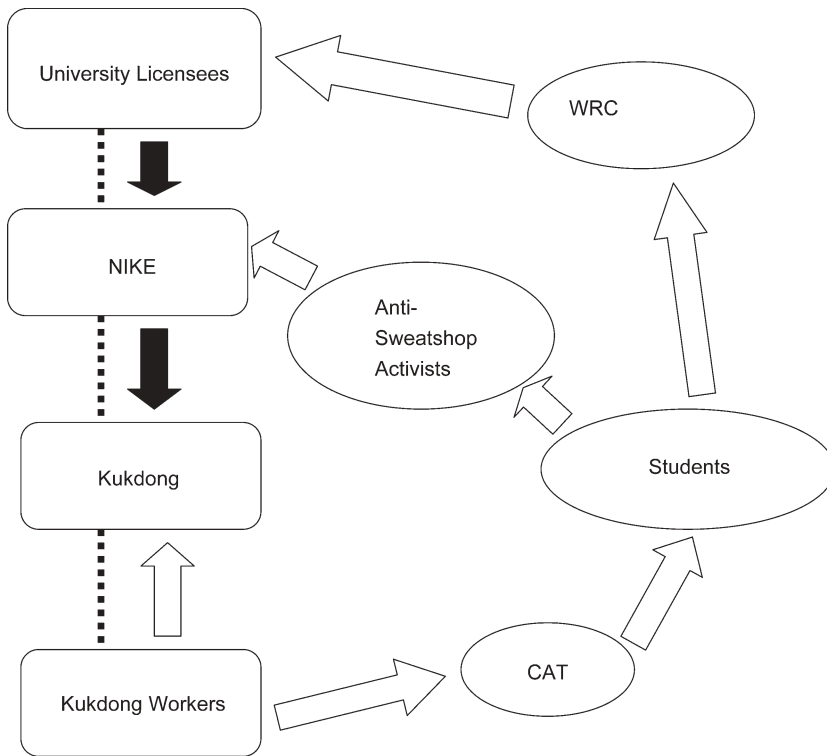 University Licensees
WRC
NIKE
Anti-
Sweatshop
Activists
Kukdong
Students
CAT
Kukdong Workers